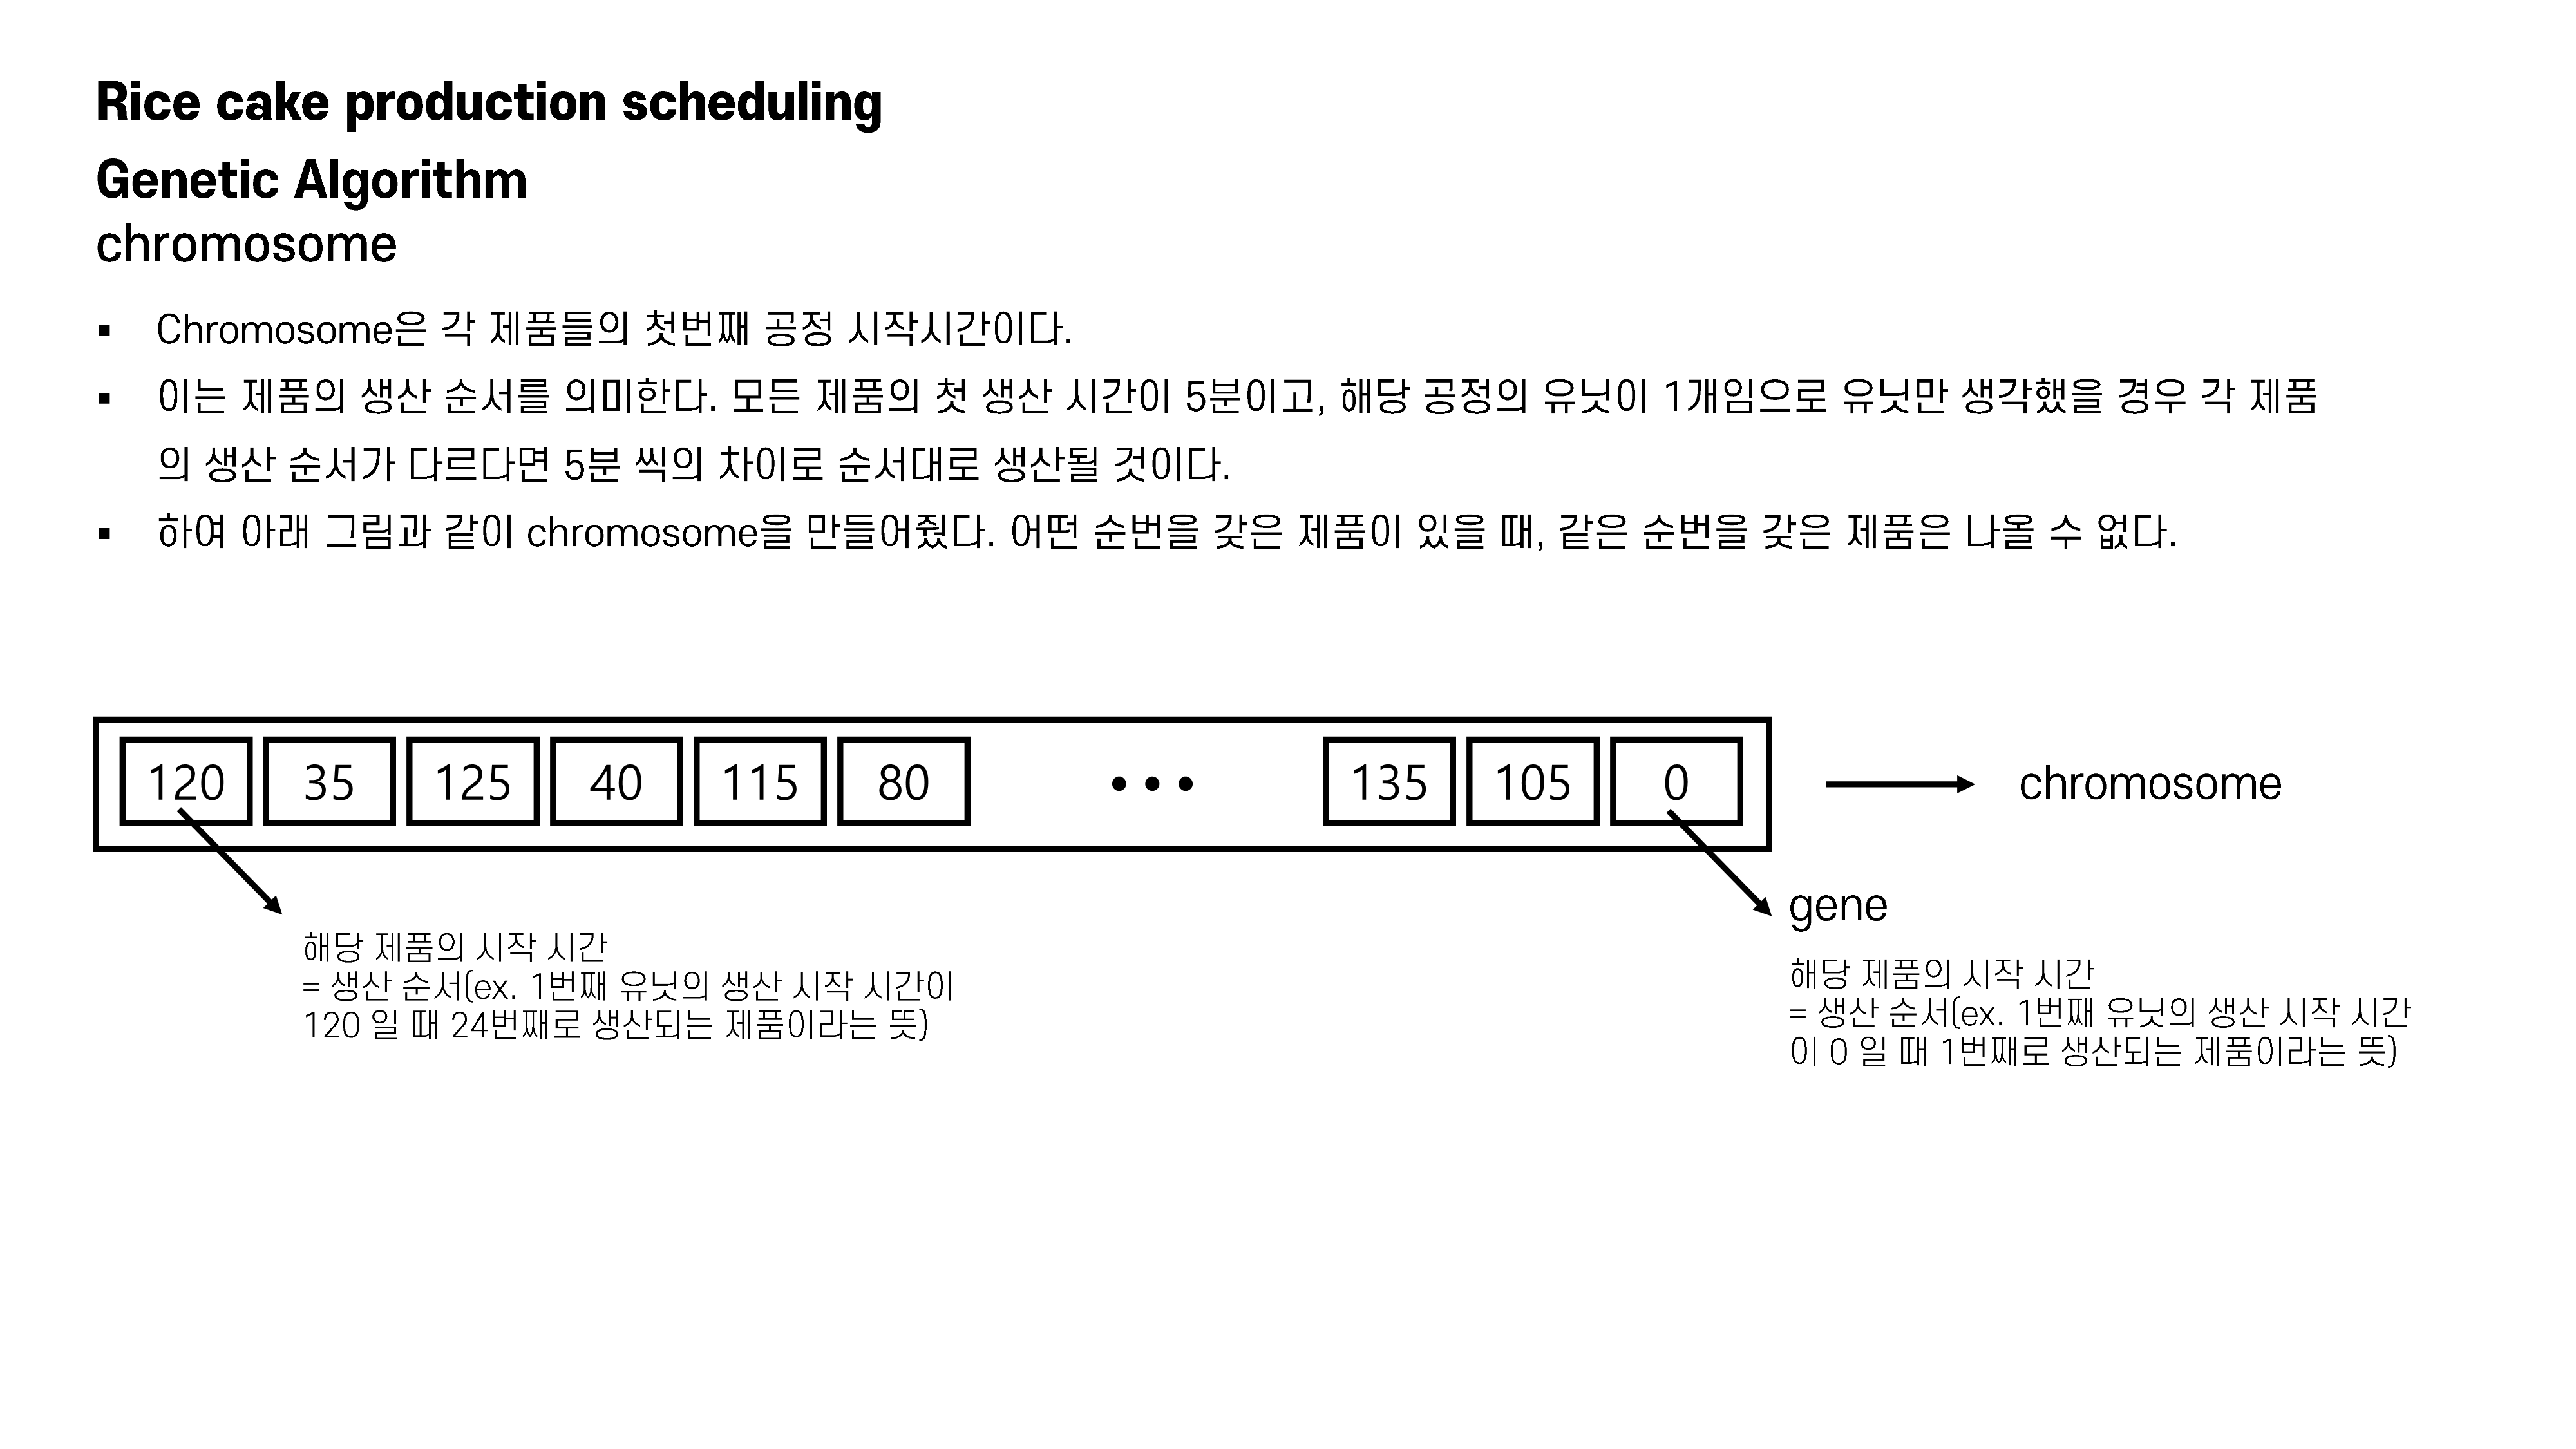 Rice cake production scheduling
Genetic Algorithm
chromosome
▪ Chromosome은 각 제품들의 첫번째 공정 시작시간이다.
▪ 이는 제품의 생산 순서를 의미한다. 모든 제품의 첫 생산 시간이 5분이고, 해당 공정의 유닛이 1개임으로 유닛만 생각했을 경우 각 제품
의 생산 순서가 다르다면 5분 씩의 차이로 순서대로 생산될 것이다.
▪ 하여 아래 그림과 같이 chromosome을 만들어줬다. 어떤 순번을 갖은 제품이 있을 때, 같은 순번을 갖은 제품은 나올 수 없다.
120 35 125 40 115 80 ••• 135 105 0 chromosome
gene
해당 제품의 시작 시간
= 생산 순서(ex. 1번째 유닛의 생산 시작 시간이
120 일 때 24번째로 생산되는 제품이라는 뜻)
해당 제품의 시작 시간
= 생산 순서(ex. 1번째 유닛의 생산 시작 시간
이 0 일 때 1번째로 생산되는 제품이라는 뜻)